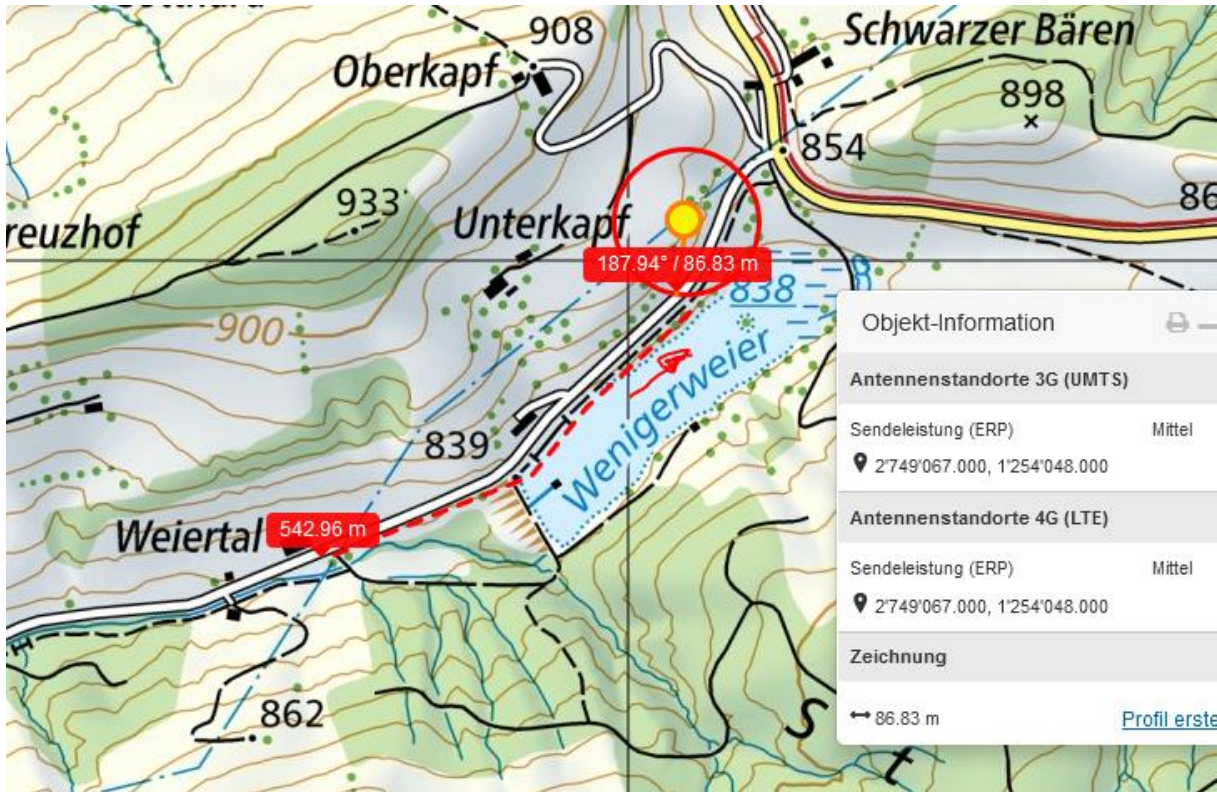 908
Schwarzer Bären
Oberkapf
898
854
933
reuzhof
Unterkapf
86
187.94° / 86.83 m
838
900
Wenigerweier
839
Weiertal
542.96 m
862
S
t
Objekt-Information
Antennenstandorte 3G (UMTS)
Sendeleistung (ERP) Mittel
2'749'067.000, 1'254'048.000
Antennenstandorte 4G (LTE)
Sendeleistung (ERP) Mittel
2'749'067.000, 1'254'048.000
Zeichnung
86.83 m Profil erste